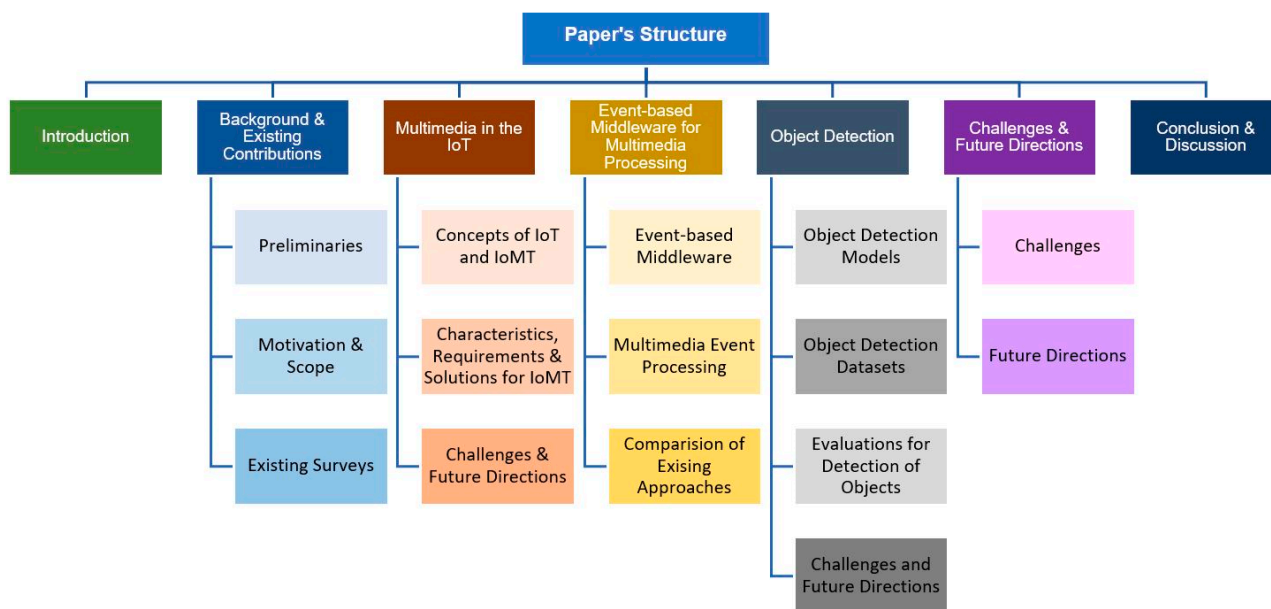 Paper's Structure
Introduction
Background &
Existing
Contributions
Multimedia in the
IoT
Event-based
Middleware for
Multimedia
Processing
Object Detection
Challenges &
Future Directions
Conclusion &
Discussion
Preliminaries
Motivation &
Scope
Existing Surveys
Concepts of IoT
and IoMT
Characteristics,
Requirements &
Solutions for IoMT
Challenges &
Future Directions
Event-based
Middleware
Multimedia Event
Processing
Comparision of
Exising
Approaches
Object Detection
Models
Object Detection
Datasets
Evaluations for
Detection of
Objects
Challenges and
Future Directions
Challenges
Future Directions